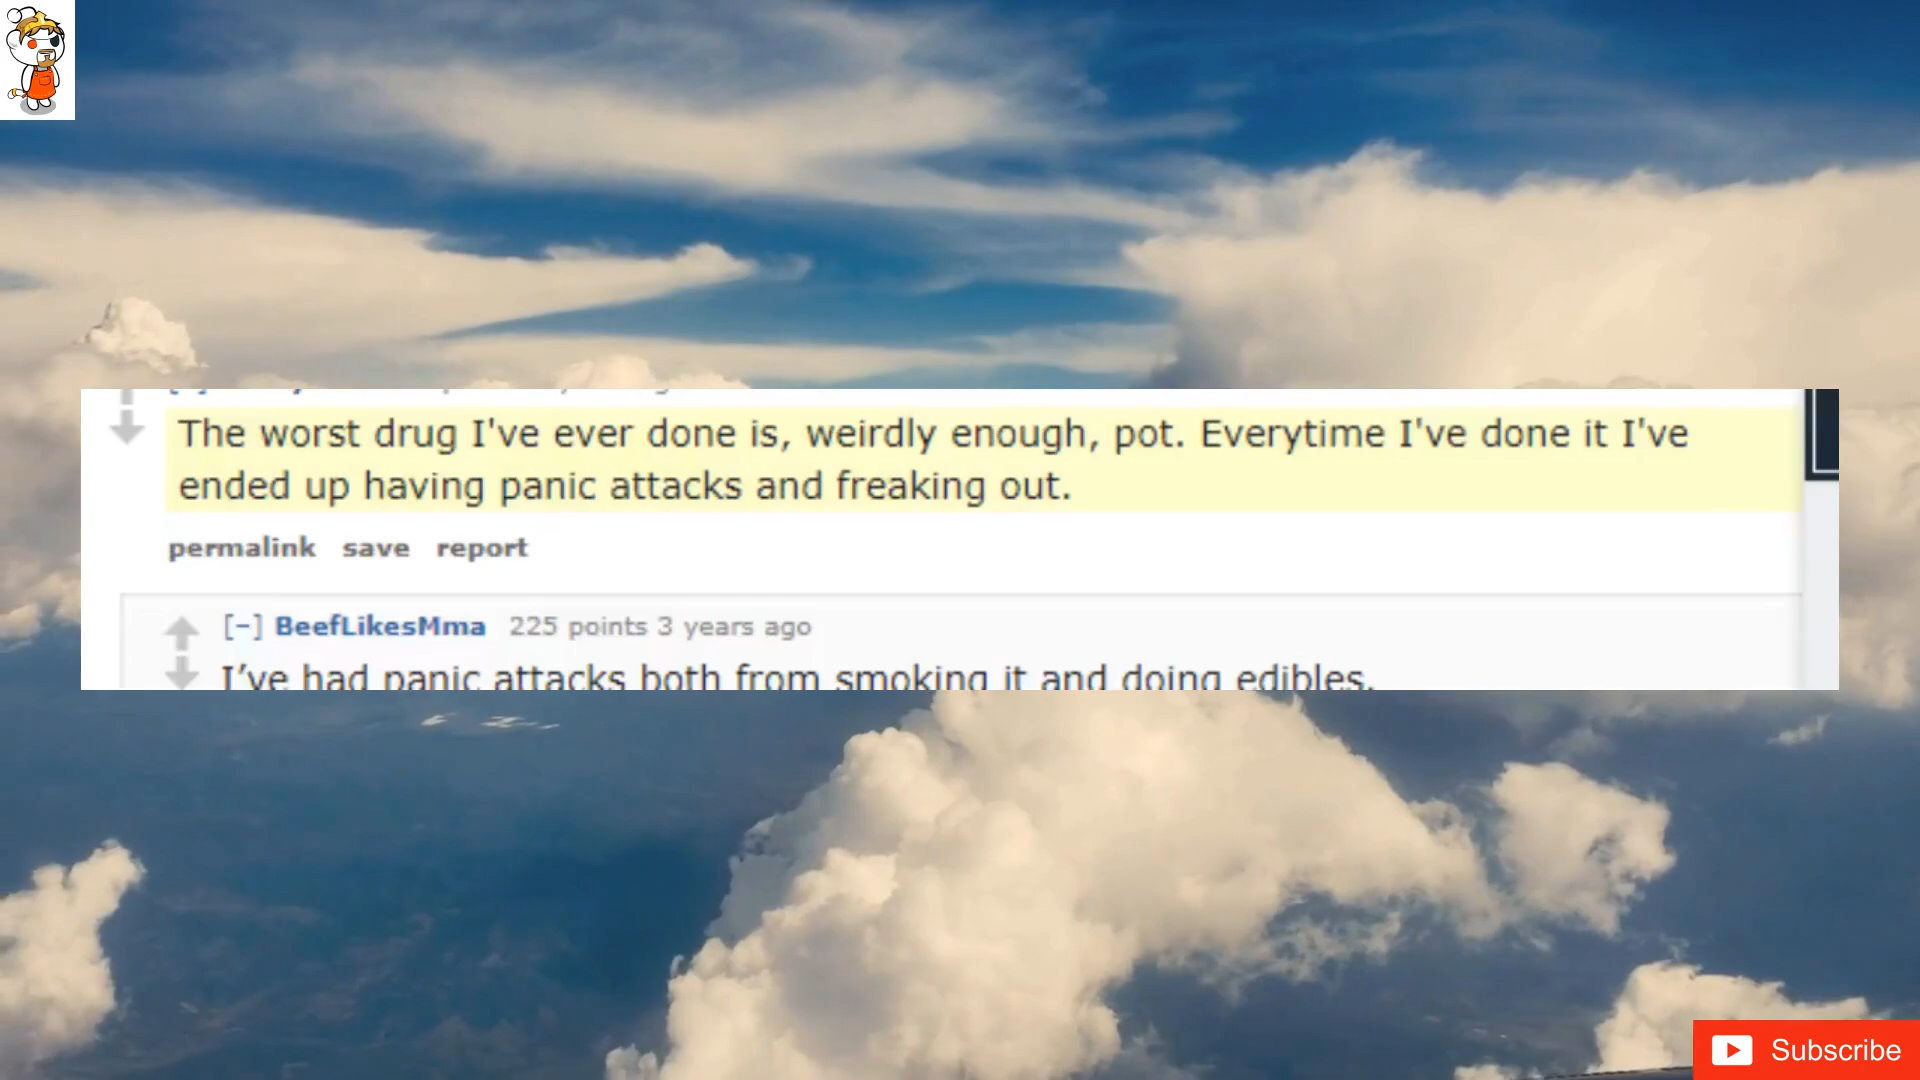 The worst drug I've ever done is, weirdly enough, pot. Everytime I've done it I've
ended up having panic attacks and freaking out.
permalink save report
[-] BeefLikesMma 225 points 3 years ago
I’ve had panic attacks both from smoking it and doing edibles.
Subscribe